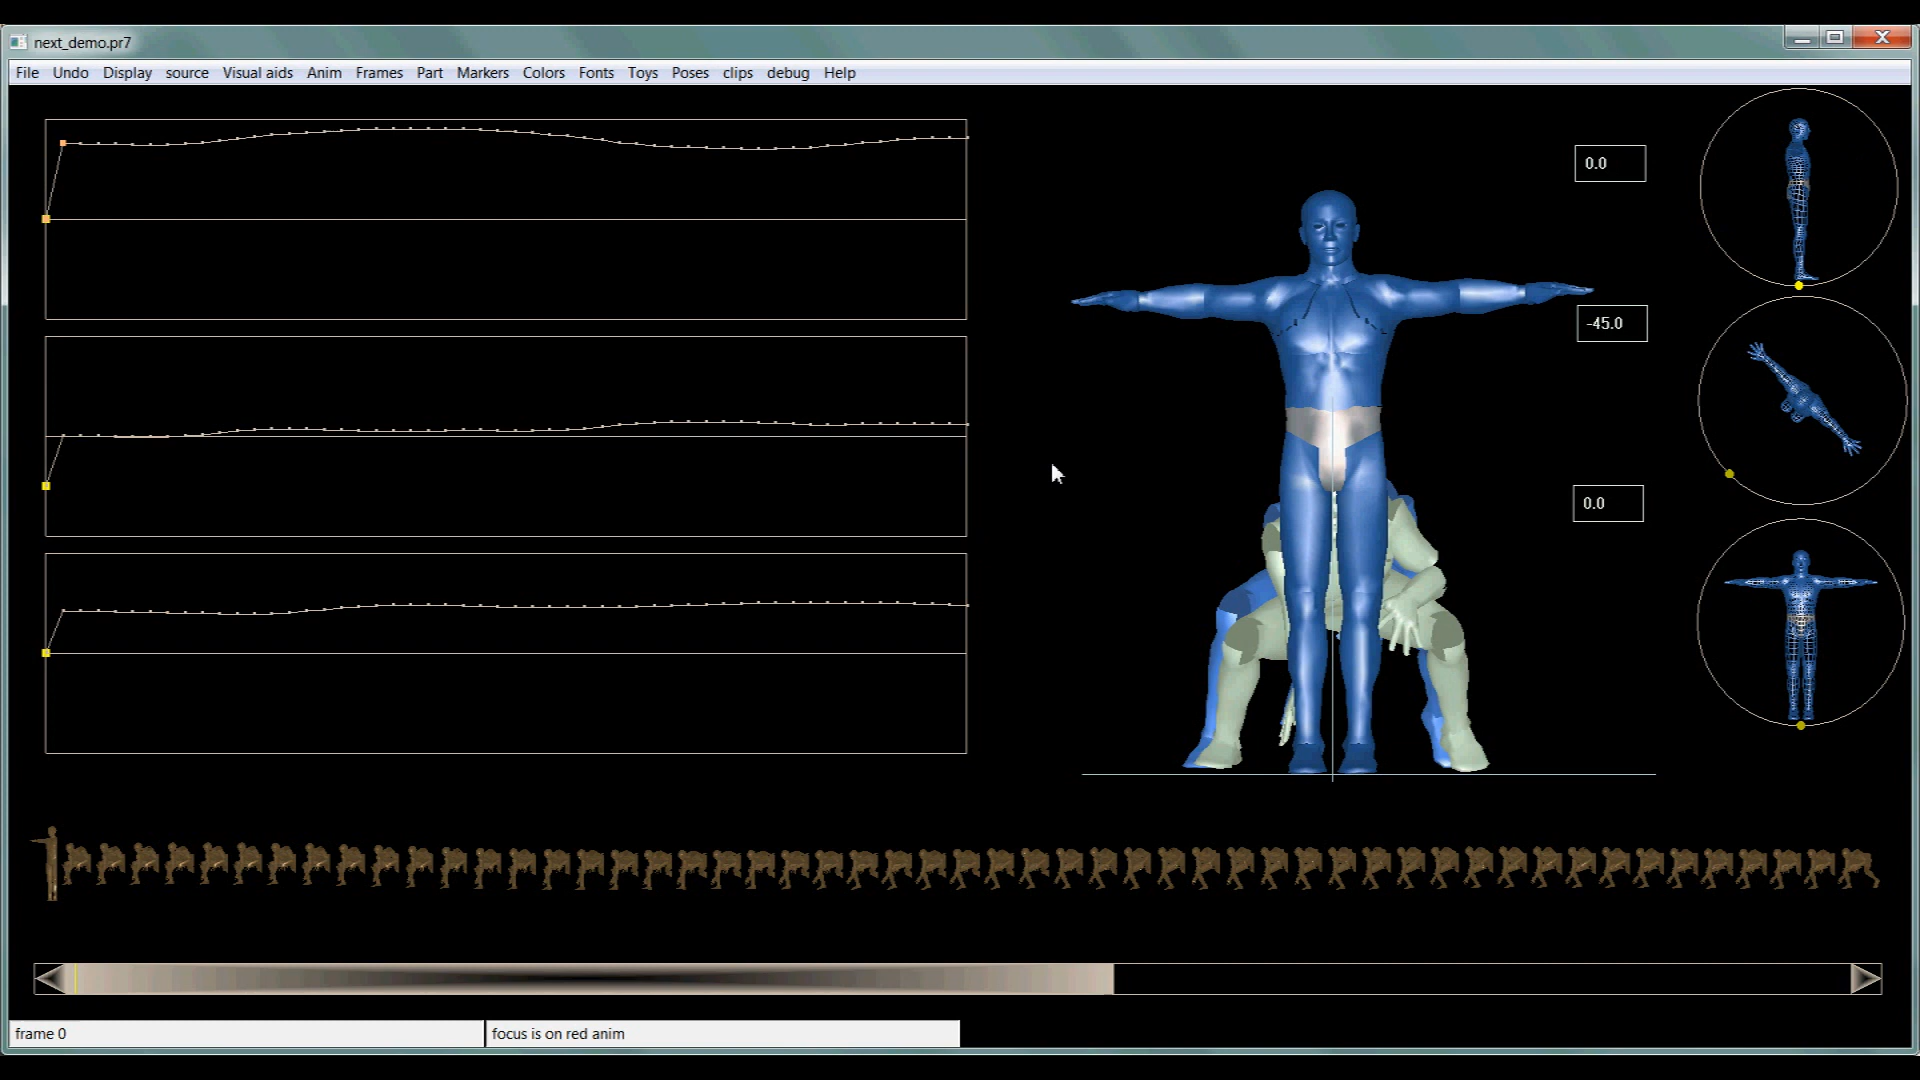 next_demo.pr7
File Undo Display source Visual aids Anim Frames Part Markers Colors Fonts Toys Poses clips debug Help
0.0
-45.0
0.0
frame 0
focus is on red anim